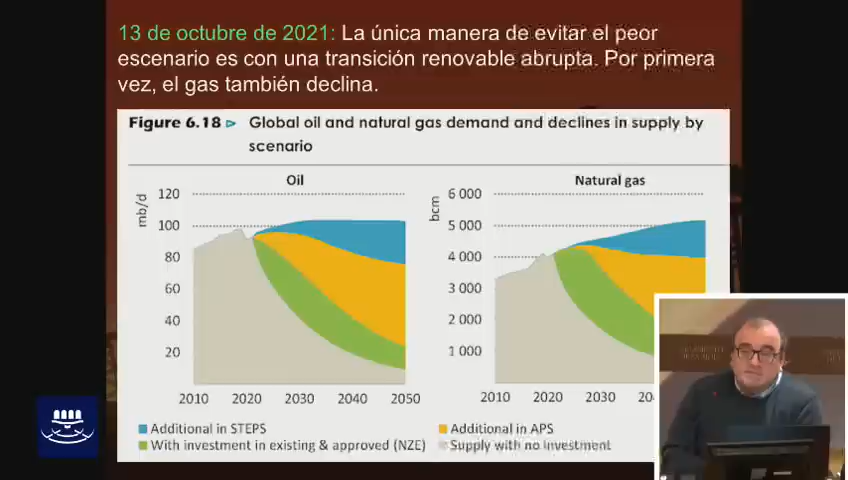 13 de octubre de 2021: La única manera de evitar el peor
escenario es con una transición renovable abrupta. Por primera
vez, el gas también declina.
Figure 6.18 ▷ Global oil and natural gas demand and declines in supply by
scenario
Oil
mb/d
120
100
80
60
40
20
2010 2020 2030 2040 2050
Natural gas
bcm
6 000
5 000
4 000
3 000
2 000
1 000
2010 2020 2030
Additional in STEPS
Additional in APS
With investment in existing & approved (NZE)
Supply with no investment